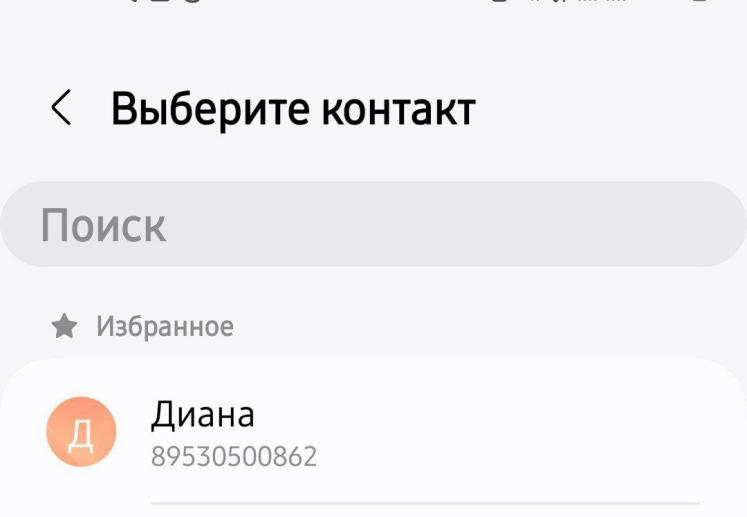 Выберите контакт
Поиск
Избранное
Д
Диана
89530500862